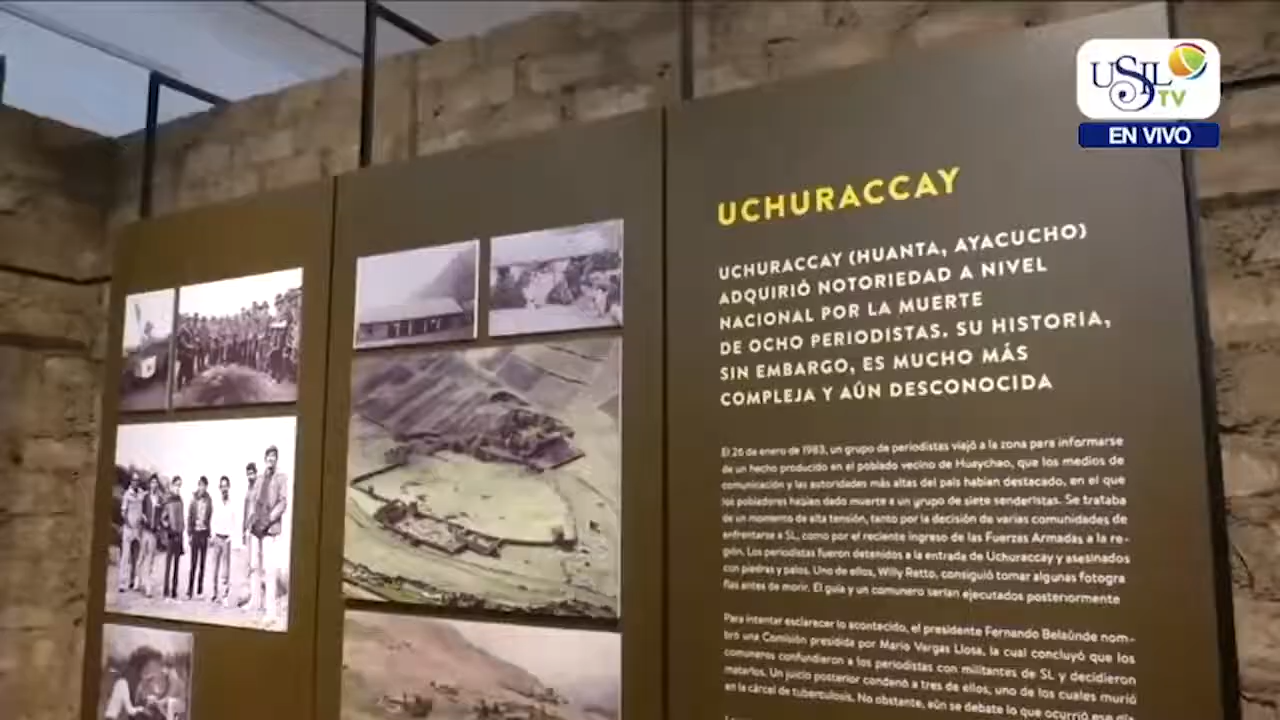 USIL
TV
EN VIVO
UCHURACCAY
UCHURACCAY (HUANTA, AYACUCHO)
ADQUIRIÓ NOTORIEDAD A NIVEL
NACIONAL POR LA MUERTE
DE OCHO PERIODISTAS. SU HISTORIA,
SIN EMBARGO, ES MUCHO MÁS
COMPLEJA Y AÚN DESCONOCIDA
El 26 de enero de 1983, un grupo de periodistas viajó a la zona para informarse
de un hecho producido en el poblado vecino de Huaychao, que los medios de
comunicación y las autoridades más altas del país habían destacado, en el que
los pobladores habían dado muerte a un grupo de siete senderistas. Se trataba
de un momento de alta tensión, tanto por la decisión de varias comunidades de
enfrentarse a SL, como por el reciente ingreso de las Fuerzas Armadas a la re-
gión. Los periodistas fueron detenidos a la entrada de Uchuraccay y asesinados
con piedras y palos. Uno de ellos, Willy Retto, consiguió tomar algunas fotogra
fías antes de morir. El guía y un comunero serían ejecutados posteriormente
Para intentar esclarecer lo acontecido, el presidente Fernando Belaúnde nom-
bró una Comisión presidida por Mario Vargas Llosa, la cual concluyó que los
comuneros confundieron a los periodistas con militantes de SL y decidieron
matarlos. Un juicio posterior condenó a tres de ellos, uno de los cuales murió
en la cárcel de tuberculosis. No obstante, aún se debate lo que ocurrió ese